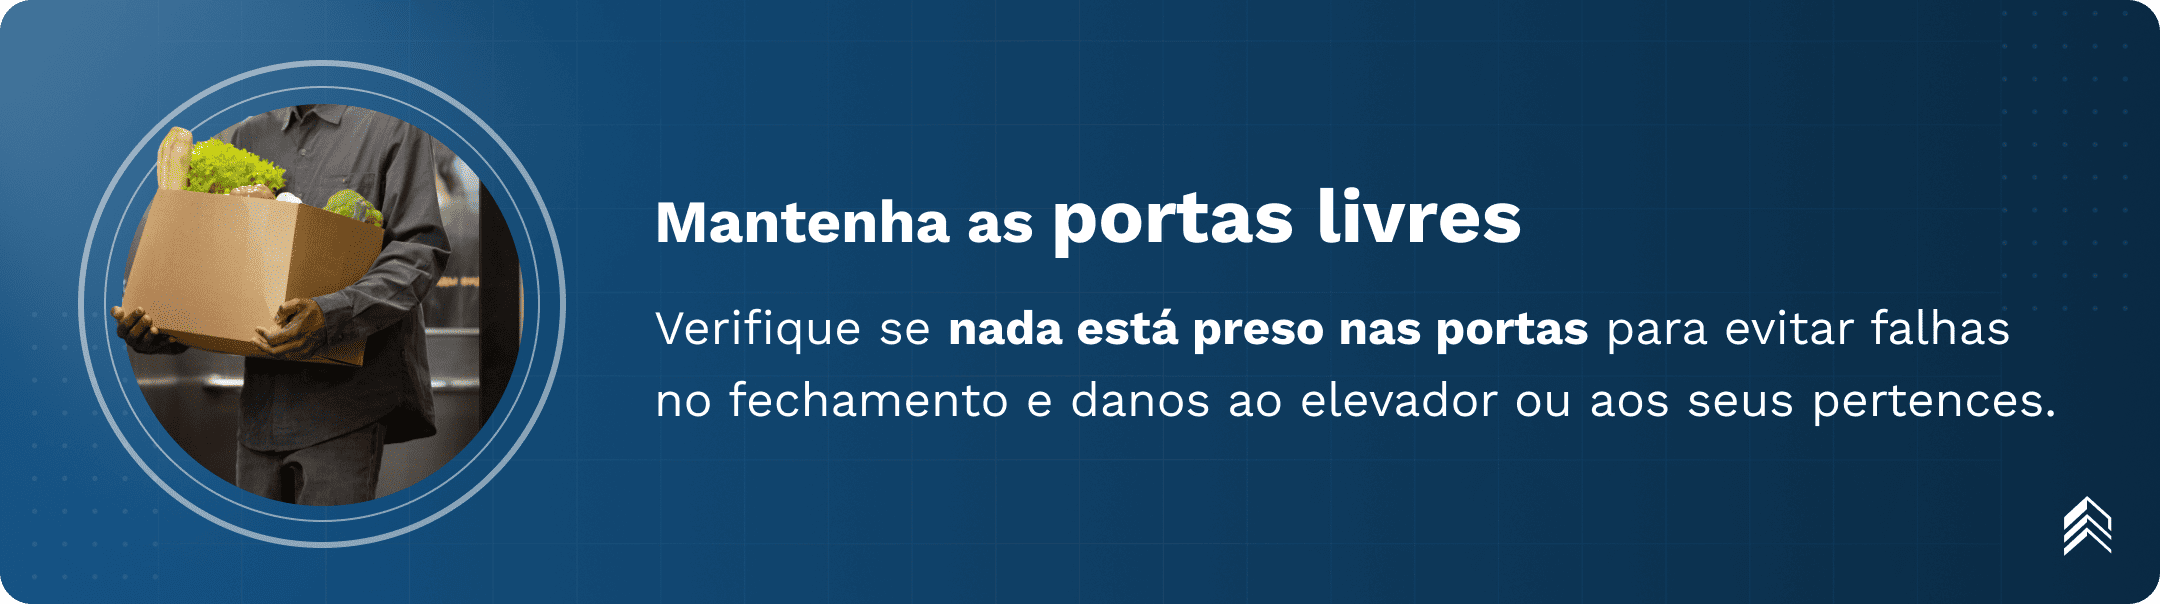 Mantenha as portas livres
Verifique se nada está preso nas portas para evitar falhas
no fechamento e danos ao elevador ou aos seus pertences.